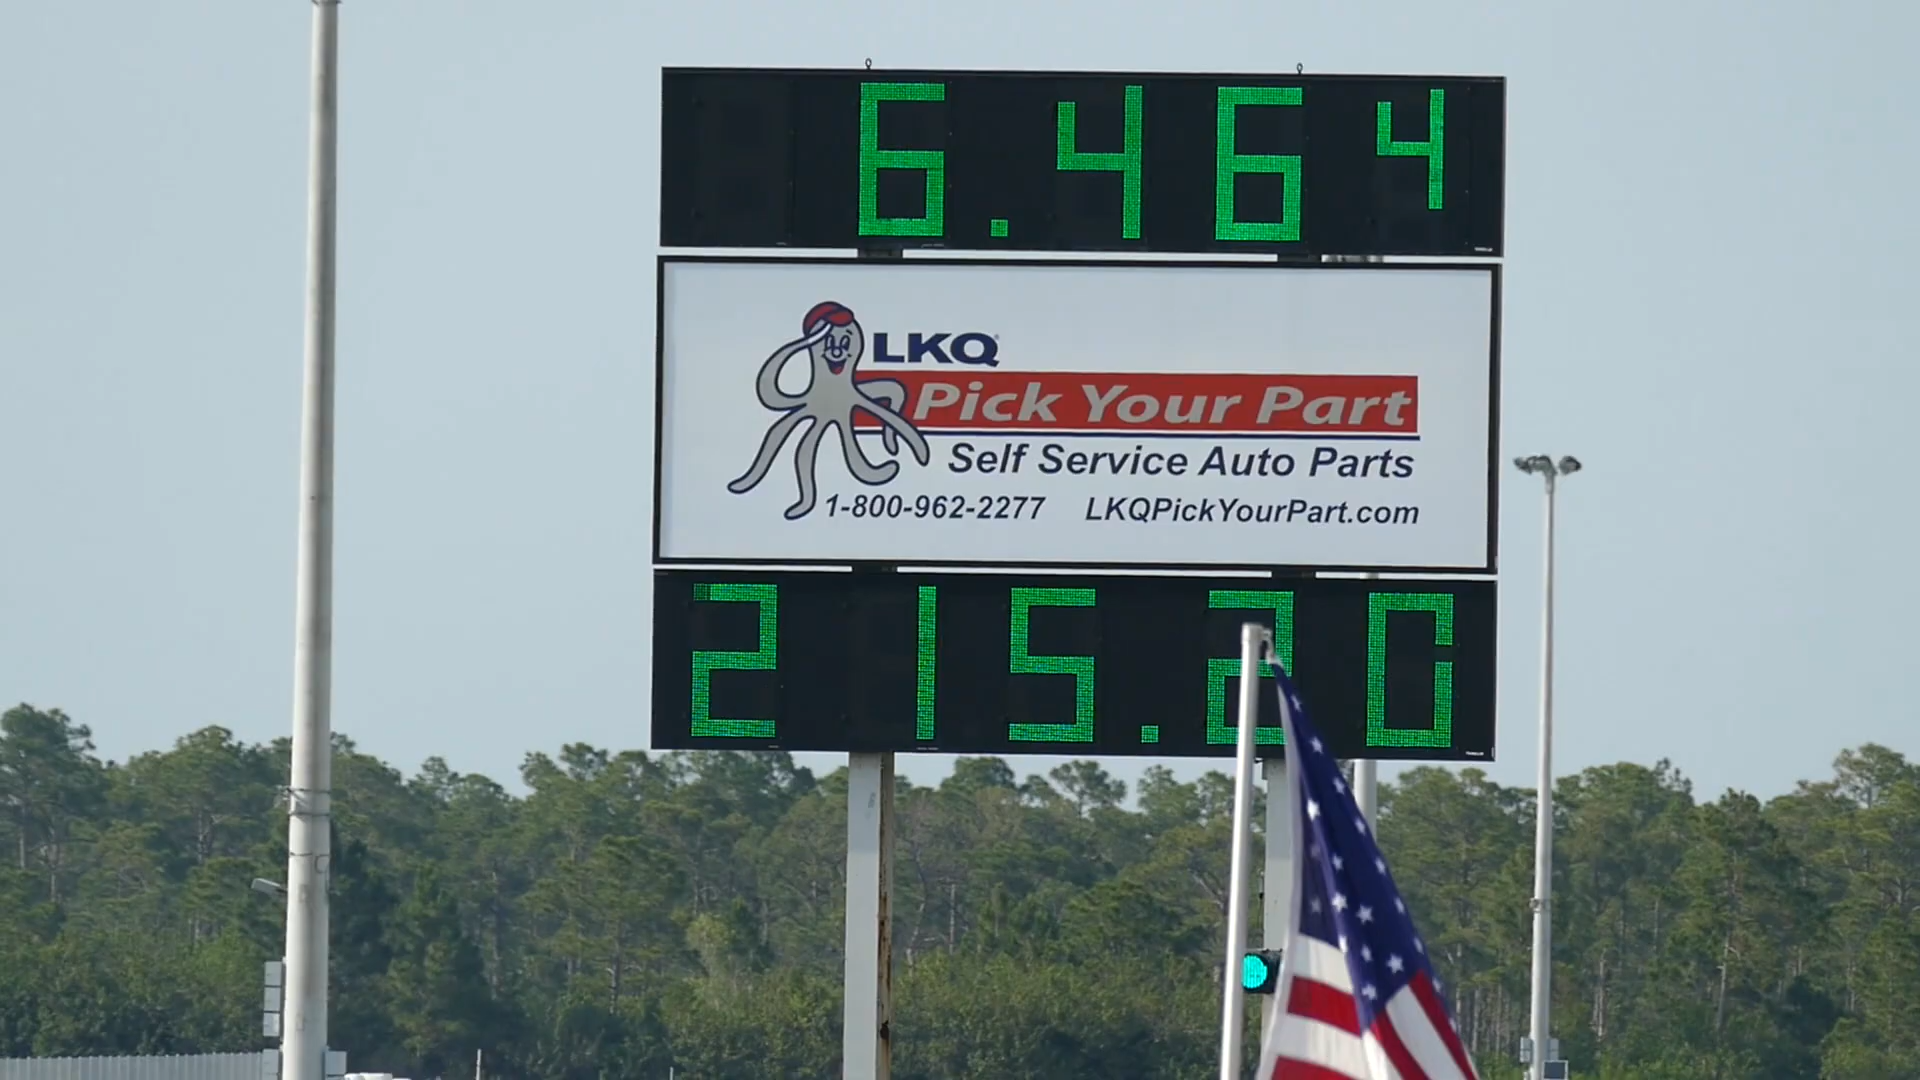 6.464
LKQ
Pick Your Part
Self Service Auto Parts
1-800-962-2277 LKQPickYourPart.com
215.20